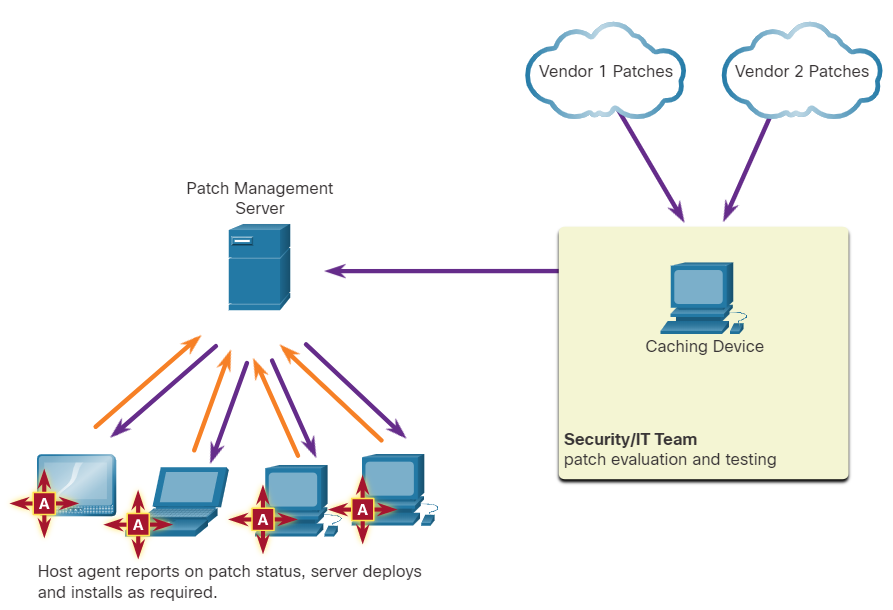 Vendor 1 Patches
Vendor 2 Patches
Patch Management
Server
Caching Device
Security/IT Team
patch evaluation and testing
A
A
A
A
Host agent reports on patch status, server deploys
and installs as required.